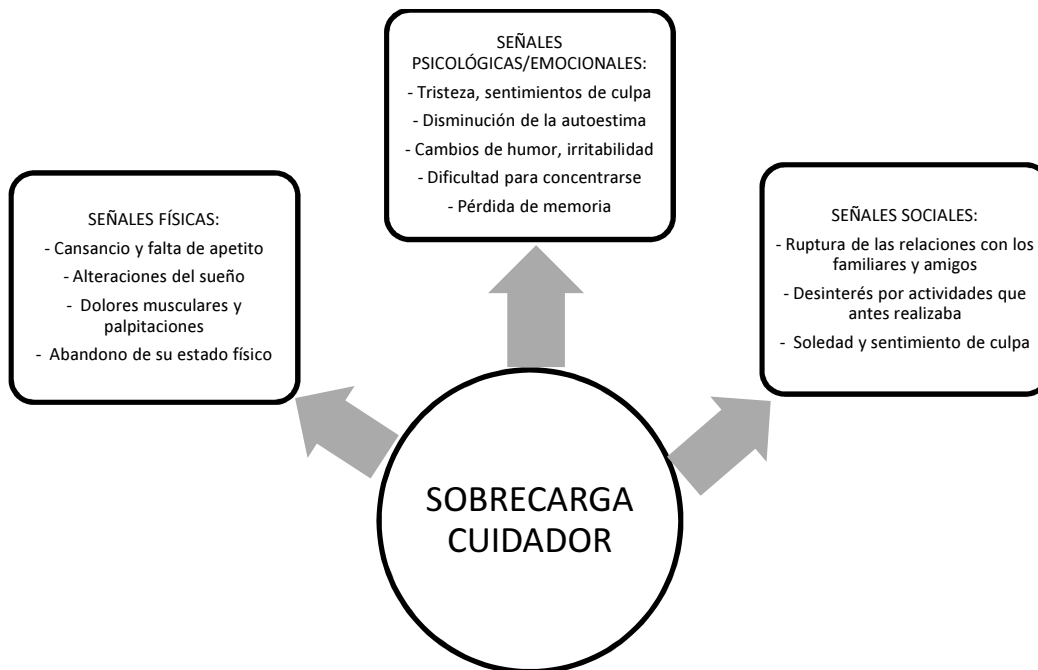 SEÑALES
PSICOLÓGICAS/EMOCIONALES:
- Tristeza, sentimientos de culpa
- Disminución de la autoestima
- Cambios de humor, irritabilidad
- Dificultad para concentrarse
- Pérdida de memoria
SEÑALES FÍSICAS:
- Cansancio y falta de apetito
- Alteraciones del sueño
- Dolores musculares y
palpitaciones
- Abandono de su estado físico
SEÑALES SOCIALES:
- Ruptura de las relaciones con los
familiares y amigos
- Desinterés por actividades que
antes realizaba
- Soledad y sentimiento de culpa
SOBRECARGA
CUIDADOR